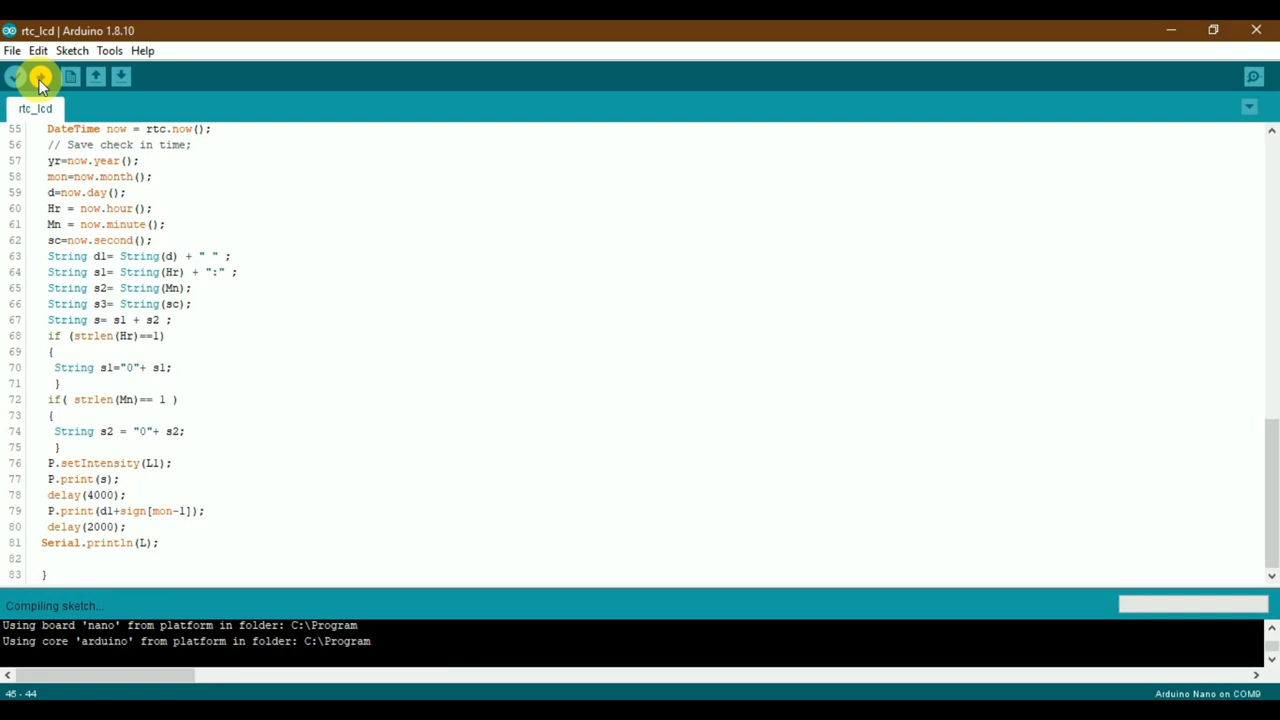 rtc_lcd | Arduino 1.8.10
File Edit Sketch Tools Help
rtc_lcd
55 DateTime now = rtc.now();
56 // Save check in time;
57 yr=now.year();
58 mon=now.month();
59 d=now.day();
60 Hr = now.hour();
61 Mn = now.minute();
62 sc=now.second();
63 String d1= String(d) + " " ;
64 String s1= String(Hr) + ":" ;
65 String s2= String(Mn);
66 String s3= String(sc);
67 String s= s1 + s2 ;
68 if (strlen(Hr)==1)
69 {
70 String s1="0"+ s1;
71 }
72 if( strlen(Mn)== 1 )
73 {
74 String s2 = "0"+ s2;
75 }
76 P.setIntensity(L1);
77 P.print(s);
78 delay(4000);
79 P.print(d1+sign[mon-1]);
80 delay(2000);
81 Serial.println(L);
82
83 }
Compiling sketch...
Using board 'nano' from platform in folder: C:\Program
Using core 'arduino' from platform in folder: C:\Program
45 - 44
Arduino Nano on COM9